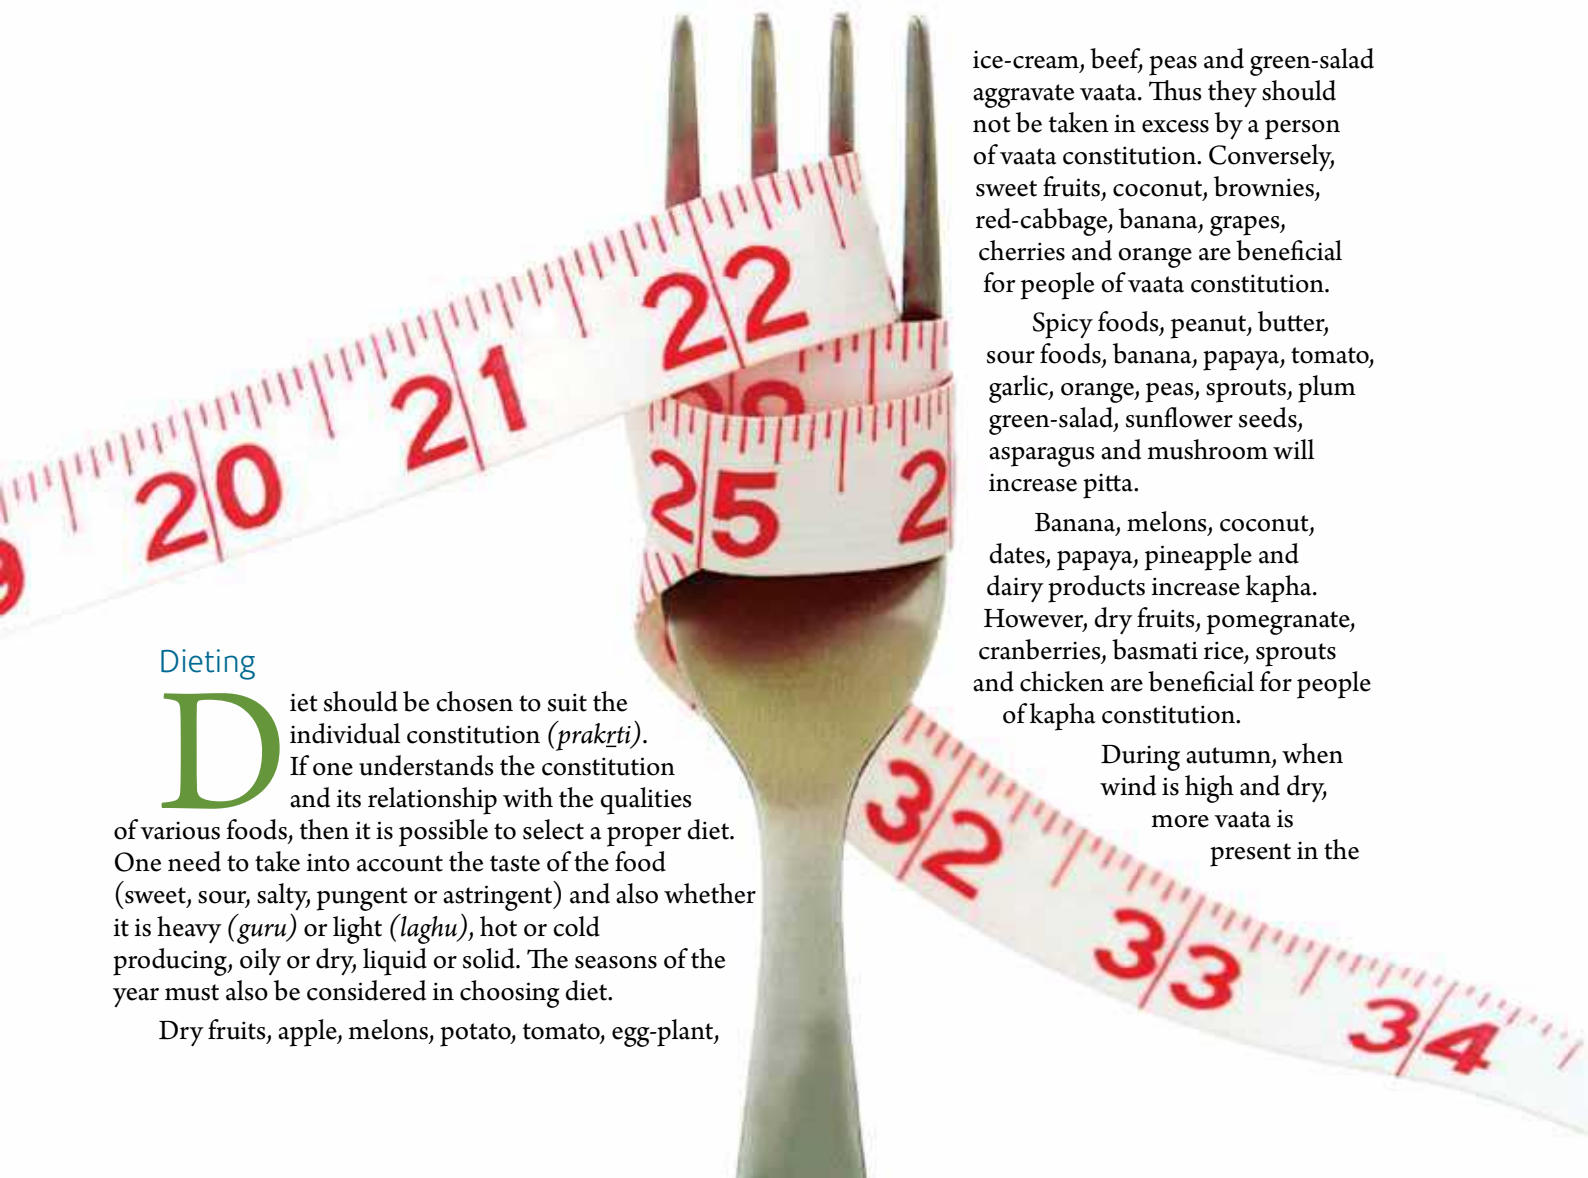 Dieting
Diet should be chosen to suit the
individual constitution (prakṟti).
If one understands the constitution
and its relationship with the qualities
of various foods, then it is possible to select a proper diet.
One need to take into account the taste of the food
(sweet, sour, salty, pungent or astringent) and also whether
it is heavy (guru) or light (laghu), hot or cold
producing, oily or dry, liquid or solid. The seasons of the
year must also be considered in choosing diet.
Dry fruits, apple, melons, potato, tomato, egg-plant,
ice-cream, beef, peas and green-salad
aggravate vaata. Thus they should
not be taken in excess by a person
of vaata constitution. Conversely,
sweet fruits, coconut, brownies,
red-cabbage, banana, grapes,
cherries and orange are beneficial
for people of vaata constitution.
Spicy foods, peanut, butter,
sour foods, banana, papaya, tomato,
garlic, orange, peas, sprouts, plum
green-salad, sunflower seeds,
asparagus and mushroom will
increase pitta.
Banana, melons, coconut,
dates, papaya, pineapple and
dairy products increase kapha.
However, dry fruits, pomegranate,
cranberries, basmati rice, sprouts
and chicken are beneficial for people
of kapha constitution.
During autumn, when
wind is high and dry,
more vaata is
present in the
20 21 22
25 2
32 33 34